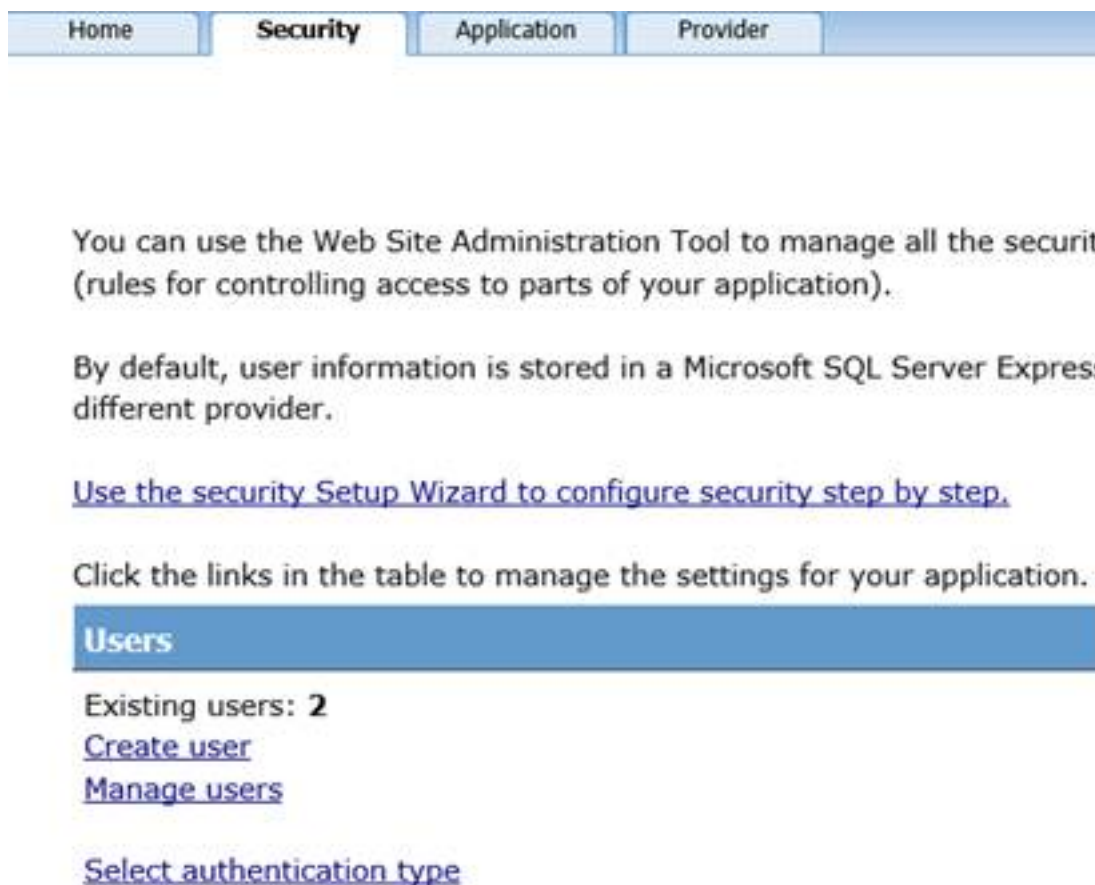 Home Security Application Provider
You can use the Web Site Administration Tool to manage all the securit
(rules for controlling access to parts of your application).
By default, user information is stored in a Microsoft SQL Server Express
different provider.
Use the security Setup Wizard to configure security step by step.
Click the links in the table to manage the settings for your application.
Users
Existing users: 2
Create user
Manage users
Select authentication type